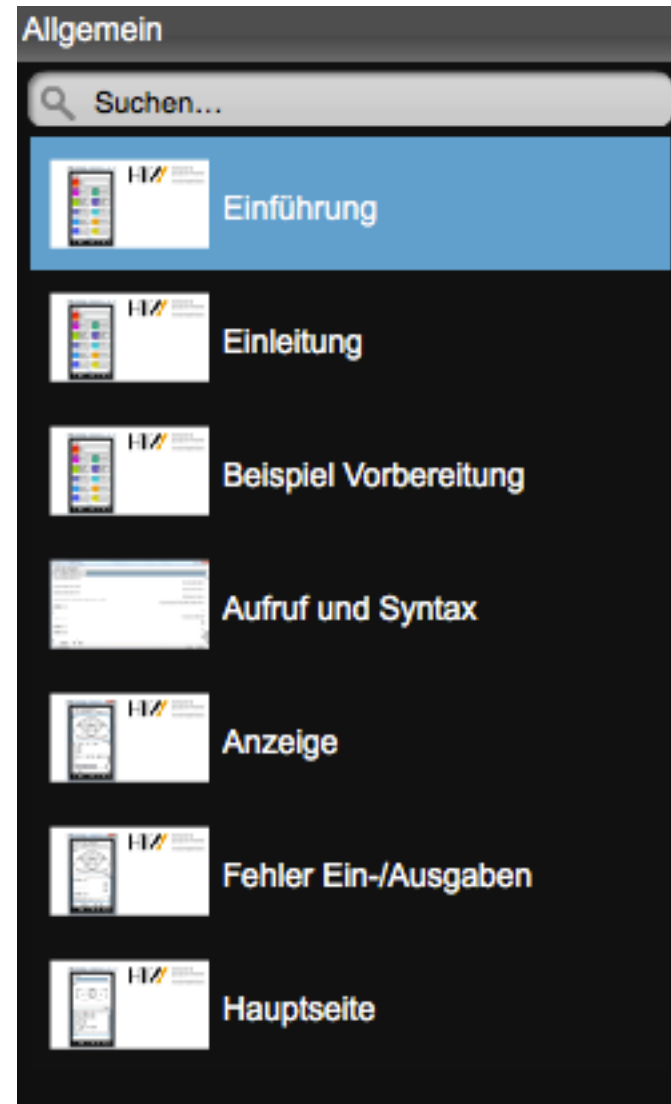 Allgemein
Suchen...
Einführung
Einleitung
Beispiel Vorbereitung
Aufruf und Syntax
Anzeige
Fehler Ein-/Ausgaben
Hauptseite